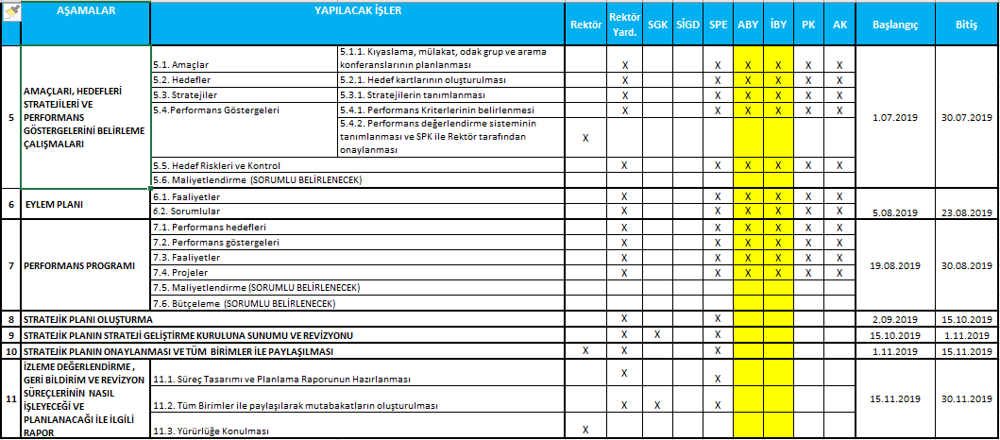 AŞAMALAR YAPILACAK İŞLER Rektör Rektör Yard. SGK SİGD SPE ABY İBY PK AK Başlangıç Bitiş
5 AMAÇLARI, HEDEFLERİ STRATEJİLERİ VE PERFORMANS GÖSTERGELERİNİ BELİRLEME ÇALIŞMALARI 1.07.2019 30.07.2019
5.1. Amaçlar 5.1.1. Kıyaslama, mülakat, odak grup ve arama konferanslarının planlanması X X X X X X
5.2. Hedefler 5.2.1. Hedef kartlarının oluşturulması X X X X X X
5.3. Stratejiler 5.3.1. Stratejilerin tanımlanması X X X X X X
5.4.Performans Göstergeleri 5.4.1. Performans Kriterlerinin belirlenmesi X X X X X X
5.4.2. Performans değerlendirme sisteminin tanımlanması ve SPK ile Rektör tarafından onaylanması X
5.5. Hedef Riskleri ve Kontrol X X X X X X
5.6. Maliyetlendirme (SORUMLU BELİRLENECEK)
6 EYLEM PLANI 5.08.2019 23.08.2019
6.1. Faaliyetler X X X X X X
6.2. Sorumlular X X X X X X
7 PERFORMANS PROGRAMI 19.08.2019 30.08.2019
7.1. Performans hedefleri X X X X X X
7.2. Performans göstergeleri X X X X X X
7.3. Faaliyetler X X X X X X
7.4. Projeler X X X X X X
7.5. Maliyetlendirme (SORUMLU BELİRLENECEK)
7.6. Bütçeleme (SORUMLU BELİRLENECEK)
8 STRATEJİK PLANI OLUŞTURMA X X 2.09.2019 15.10.2019
9 STRATEJİK PLANIN STRATEJİ GELİŞTİRME KURULUNA SUNUMU VE REVİZYONU X X X 15.10.2019 1.11.2019
10 STRATEJİK PLANIN ONAYLANMASI VE TÜM BİRİMLER İLE PAYLAŞILMASI X X X 1.11.2019 15.11.2019
11 İZLEME DEĞERLENDİRME , GERİ BİLDİRİM VE REVİZYON SÜREÇLERİNİN NASIL İŞLEYECEĞİ VE PLANLANACAĞI İLE İLGİLİ RAPOR 15.11.2019 30.11.2019
11.1. Süreç Tasarımı ve Planlama Raporunun Hazırlanması X X
11.2. Tüm Birimler ile paylaşılarak mutabakatların oluşturulması X X X
11.3. Yürürlüğe Konulması X